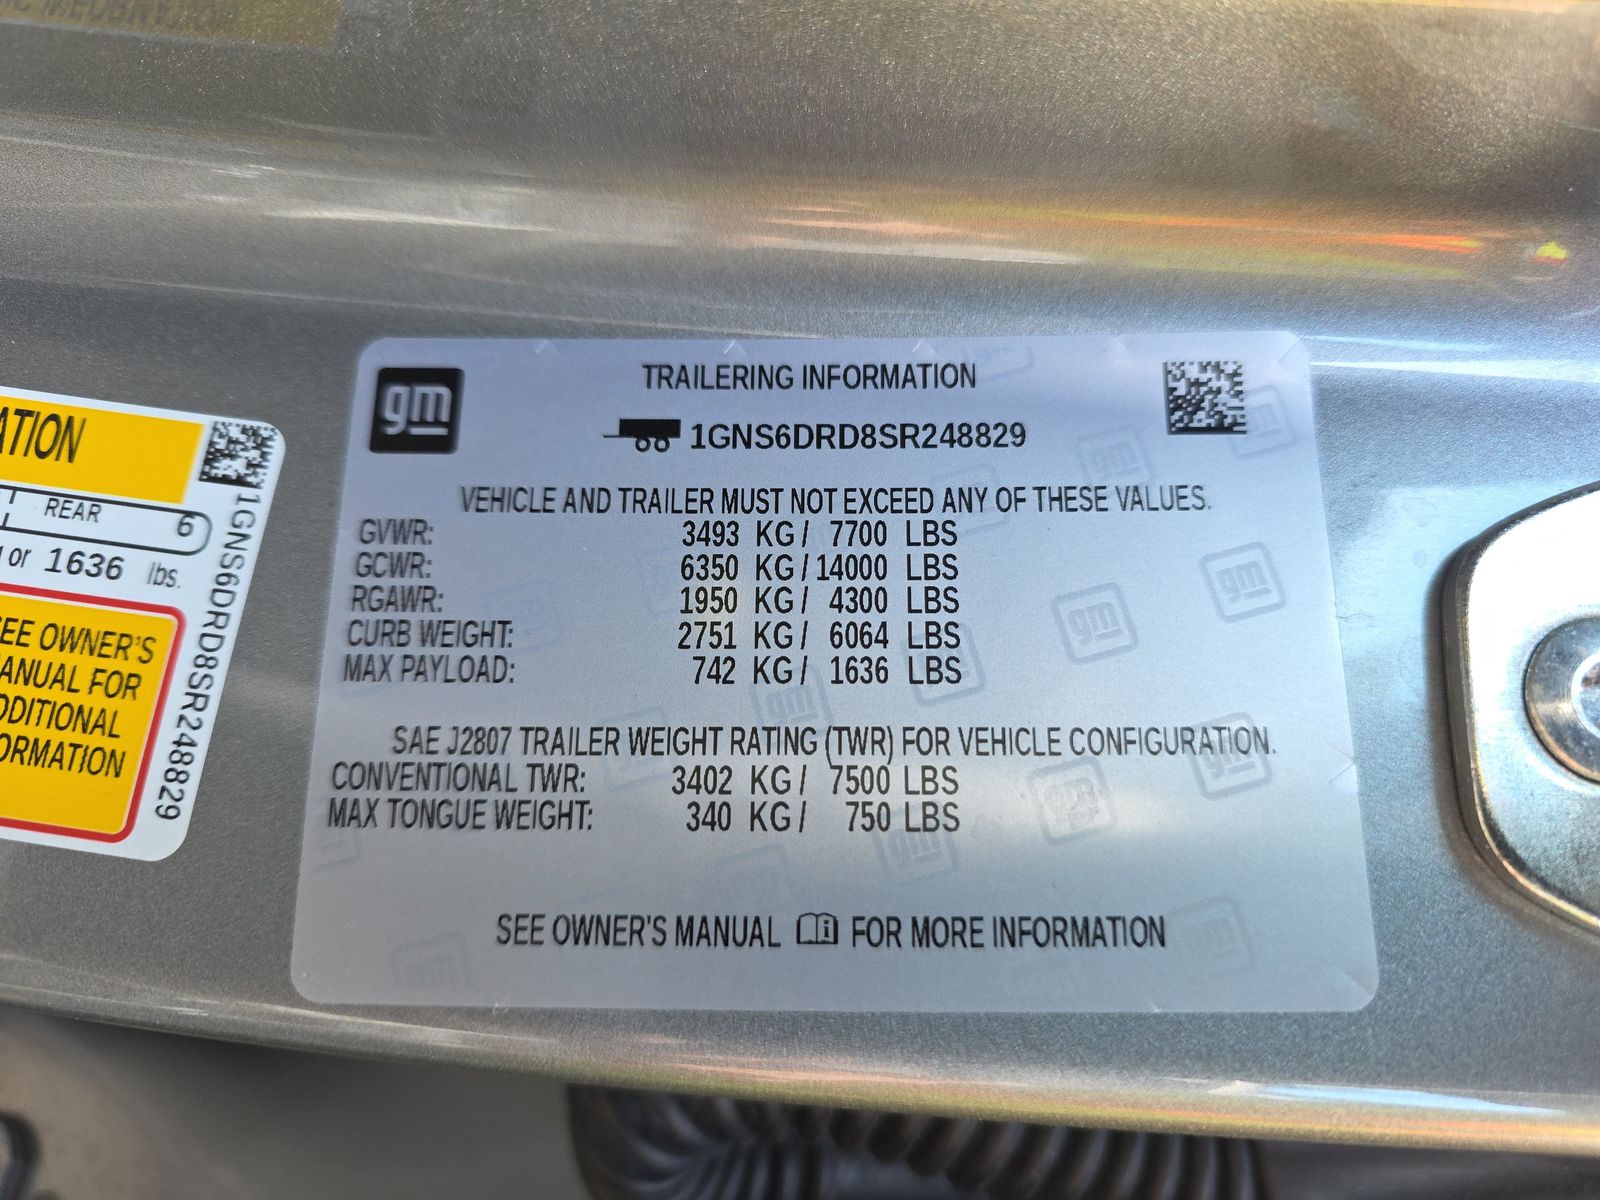 ATION
REAR 6
or 1636 lbs.
SEE OWNER'S
MANUAL FOR
ADDITIONAL
INFORMATION
1GNS6DRD8SR248829
gm
TRAILERING INFORMATION
1GNS6DRD8SR248829
VEHICLE AND TRAILER MUST NOT EXCEED ANY OF THESE VALUES.
GVWR: 3493 KG / 7700 LBS
GCWR: 6350 KG / 14000 LBS
RGAWR: 1950 KG / 4300 LBS
CURB WEIGHT: 2751 KG / 6064 LBS
MAX PAYLOAD: 742 KG / 1636 LBS
SAE J2807 TRAILER WEIGHT RATING (TWR) FOR VEHICLE CONFIGURATION.
CONVENTIONAL TWR: 3402 KG / 7500 LBS
MAX TONGUE WEIGHT: 340 KG / 750 LBS
SEE OWNER'S MANUAL FOR MORE INFORMATION